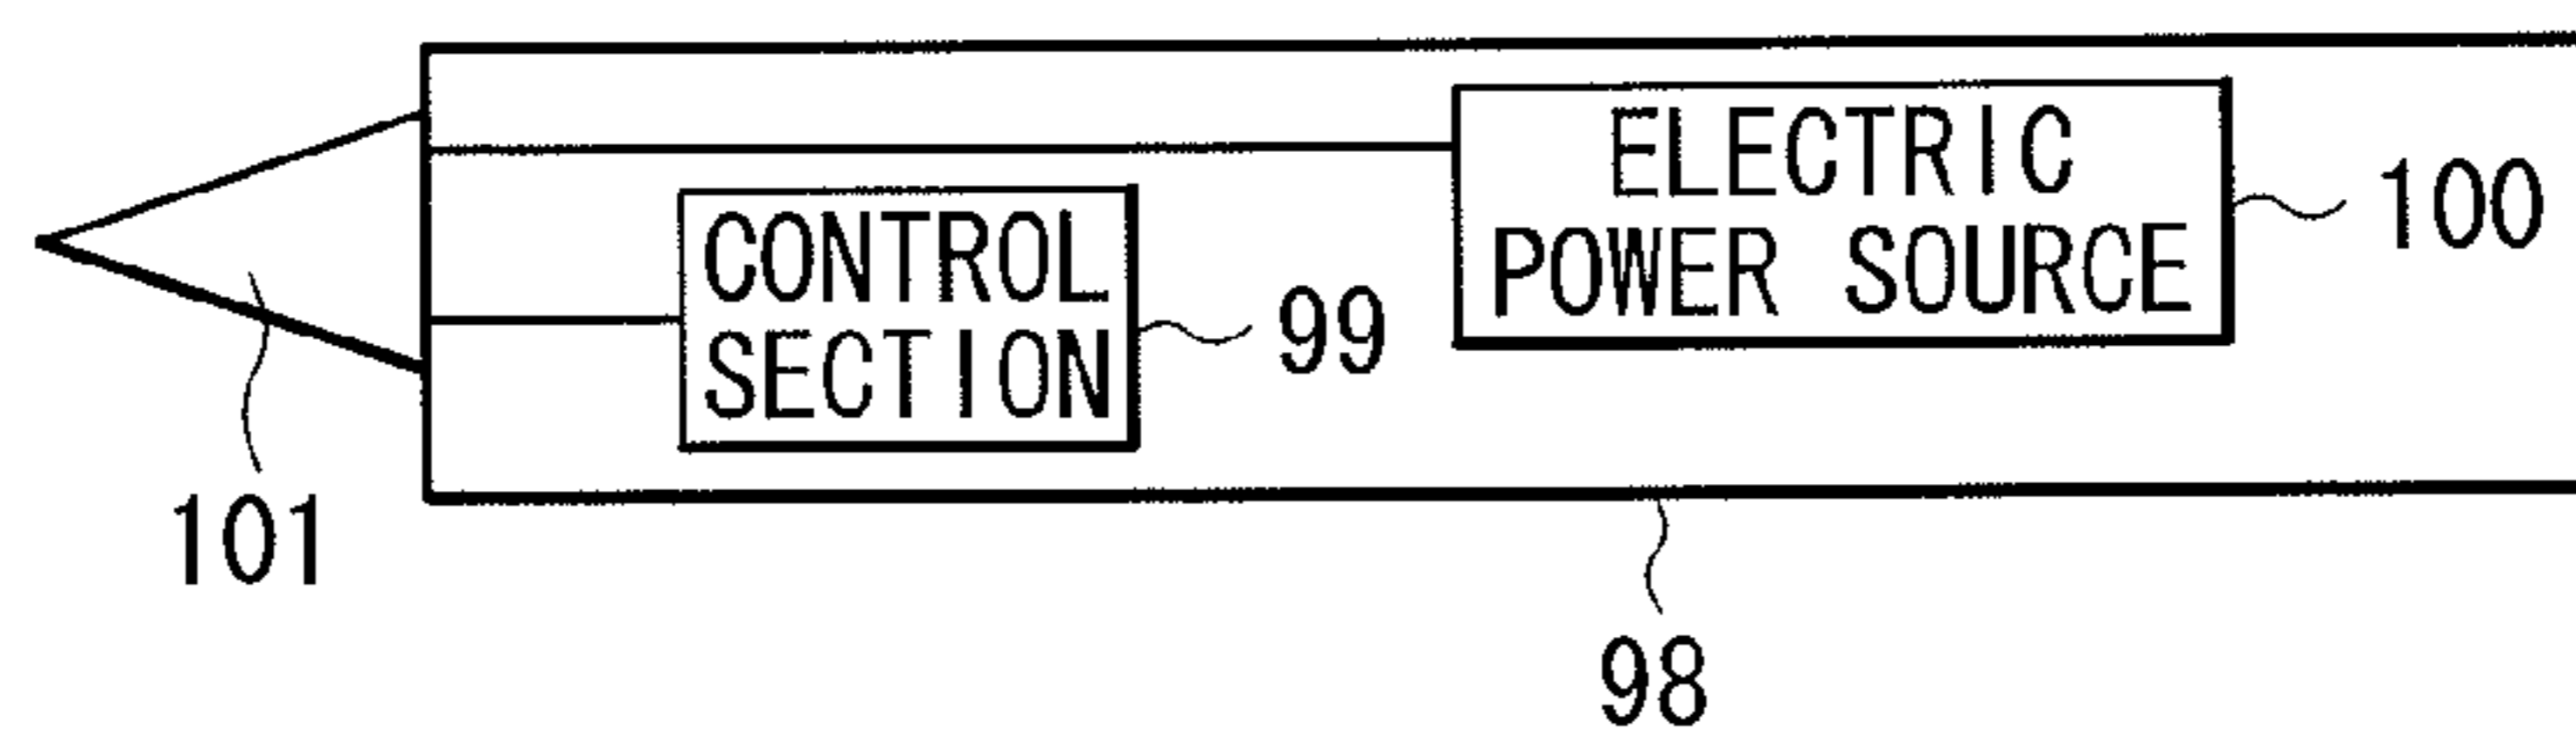 ELECTRIC
POWER SOURCE
100
CONTROL
SECTION
99
101
98